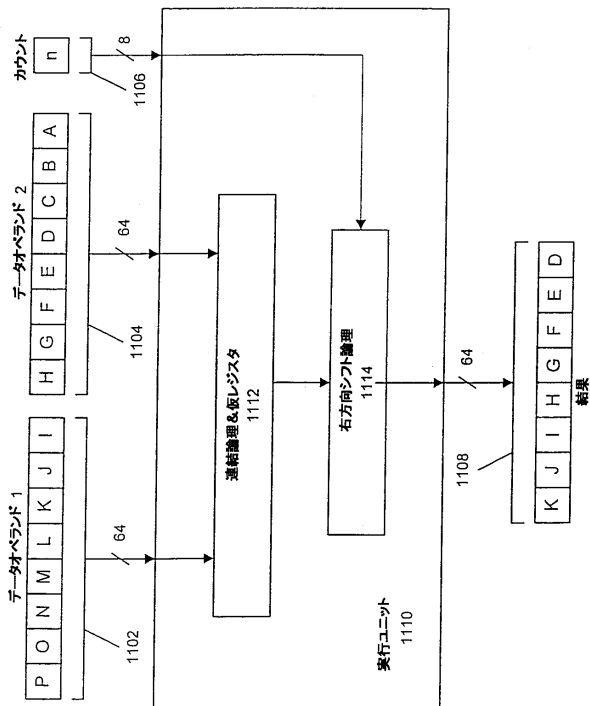 データオペランド 1
P O N M L K J I
1102
64
データオペランド 2
H G F E D C B A
1104
64
カウント
n
1106
8
連結論理&仮レジスタ
1112
右方向シフト論理
1114
実行ユニット
1110
64
1108
K J I H G F E D
結果